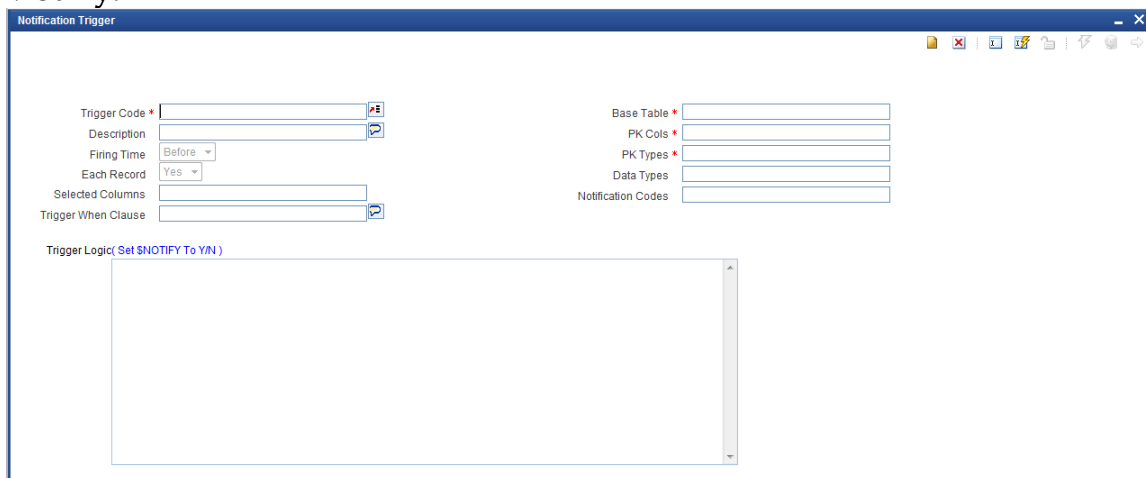 Notification Trigger
Trigger Code *
Description
Firing Time Before
Each Record Yes
Selected Columns
Trigger When Clause
Base Table *
PK Cols *
PK Types *
Data Types
Notification Codes
Trigger Logic( Set $NOTIFY To Y/N )